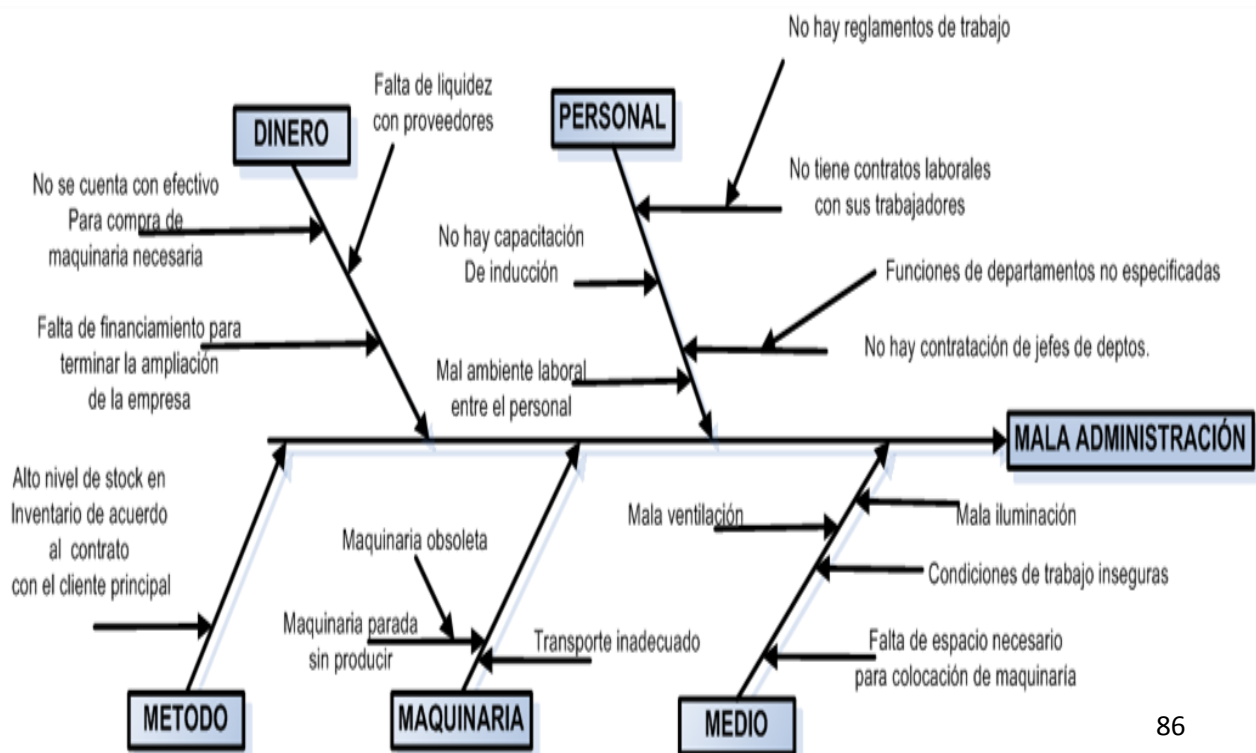 No hay reglamentos de trabajo
Falta de liquidez
con proveedores
PERSONAL
DINERO
No se cuenta con efectivo
Para compra de
maquinaria necesaria
No tiene contratos laborales
con sus trabajadores
No hay capacitación
De inducción
Funciones de departamentos no especificadas
Falta de financiamiento para
terminar la ampliación
de la empresa
No hay contratación de jefes de deptos.
Mal ambiente laboral
entre el personal
MALA ADMINISTRACIÓN
Alto nivel de stock en
Inventario de acuerdo
al contrato
con el cliente principal
Mala ventilación
Mala iluminación
Maquinaria obsoleta
Condiciones de trabajo inseguras
Maquinaria parada
sin producir
Transporte inadecuado
Falta de espacio necesario
para colocación de maquinaría
METODO
MAQUINARIA
MEDIO
86